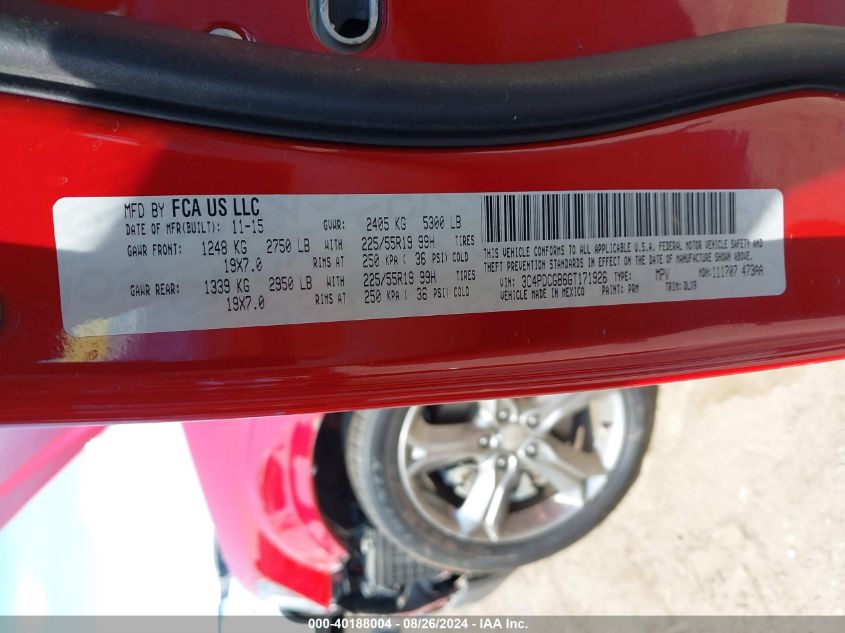 MFD BY FCA US LLC
DATE OF MFR(BUILT): 11-15 GVWR: 2405 KG 5300 LB
GAWR FRONT: 1248 KG 2750 LB WITH 225/55R19 99H TIRES
19X7.0 RIMS AT 250 KPA ( 36 PSI) COLD
GAWR REAR: 1339 KG 2950 LB WITH 225/55R19 99H TIRES
19X7.0 RIMS AT 250 KPA ( 36 PSI) COLD
THIS VEHICLE CONFORMS TO ALL APPLICABLE U.S.A. FEDERAL MOTOR VEHICLE SAFETY AND
THEFT PREVENTION STANDARDS IN EFFECT ON THE DATE OF MANUFACTURE SHOWN ABOVE.
VIN: 3C4PDCGB6GT171926 TYPE: MPV MDH: 111707 473AA
VEHICLE MADE IN MEXICO PAINT: PRM TRIM: DLX9
000-40188004 - 08/26/2024 - IAA Inc.